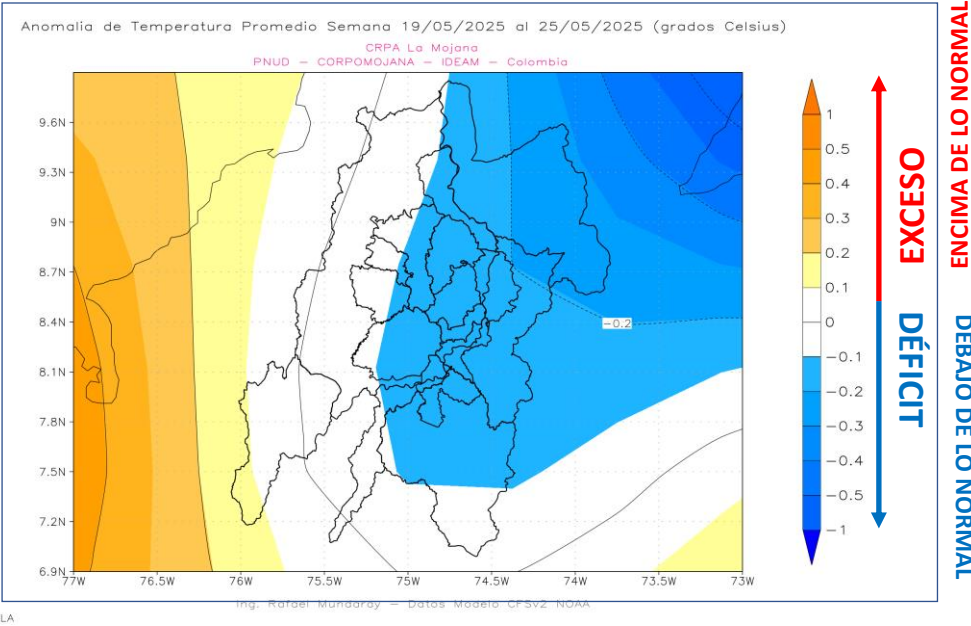 Anomalia de Temperatura Promedio Semana 19/05/2025 al 25/05/2025 (grados Celsius)
CRPA La Mojana
PNUD – CORPOMOJANA – IDEAM – Colombia
9.6N
9.3N
9N
8.7N
8.4N
8.1N
7.8N
7.5N
7.2N
6.9N
-0.2
77W
76.5W
76W
75.5W
75W
74.5W
74W
73.5W
73W
1
0.5
0.4
0.3
0.2
0.1
0
-0.1
-0.2
-0.3
-0.4
-0.5
-1
EXCESO
DÉFICIT
ENCIMA DE LO NORMAL
DEBAJO DE LO NORMAL
Ing. Rafael Mundaray – Datos Modelo CFSv2 NOAA
LA